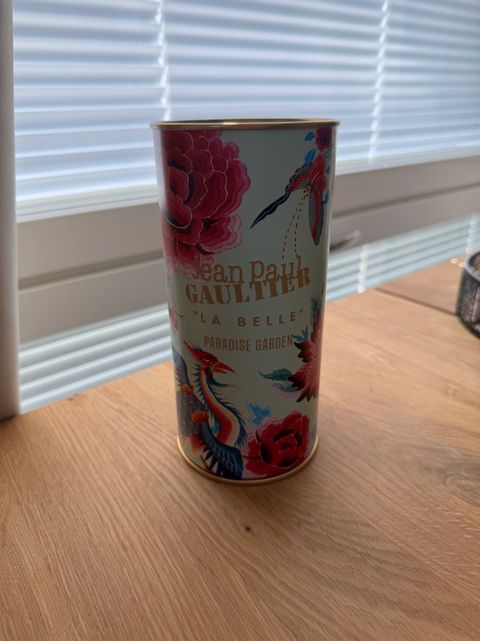 Jean Paul
GAULTIER
"LA BELLE"
PARADISE GARDEN